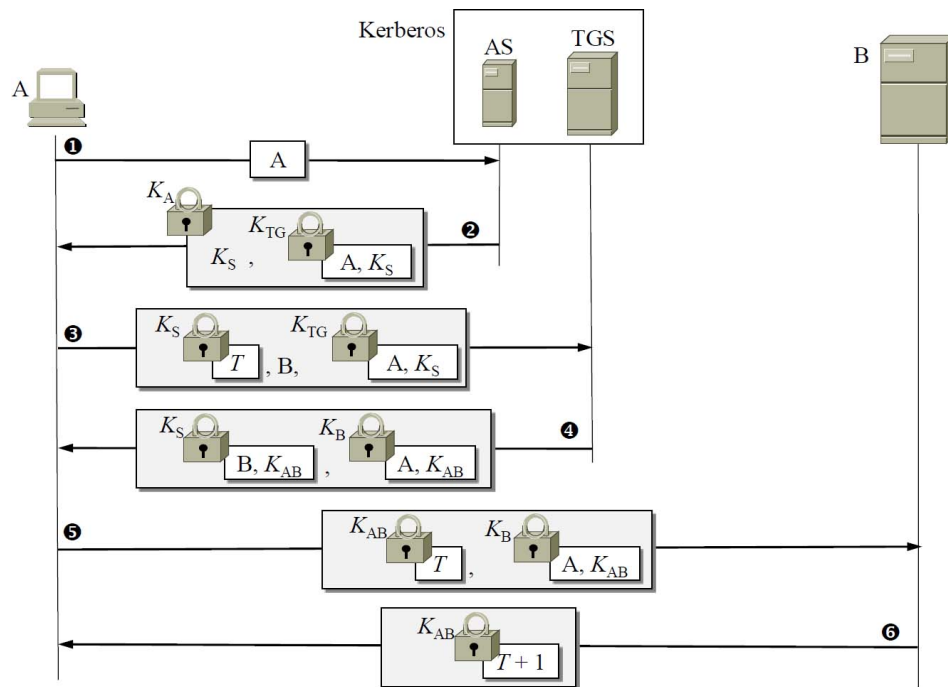 Kerberos
AS
TGS
A
B
❶
A
K_A
K_TG
❷
K_S ,
A, K_S
❸
K_S
K_TG
T , B,
A, K_S
K_S
K_B
❹
B, K_AB ,
A, K_AB
❺
K_AB
K_B
T ,
A, K_AB
K_AB
❻
T + 1